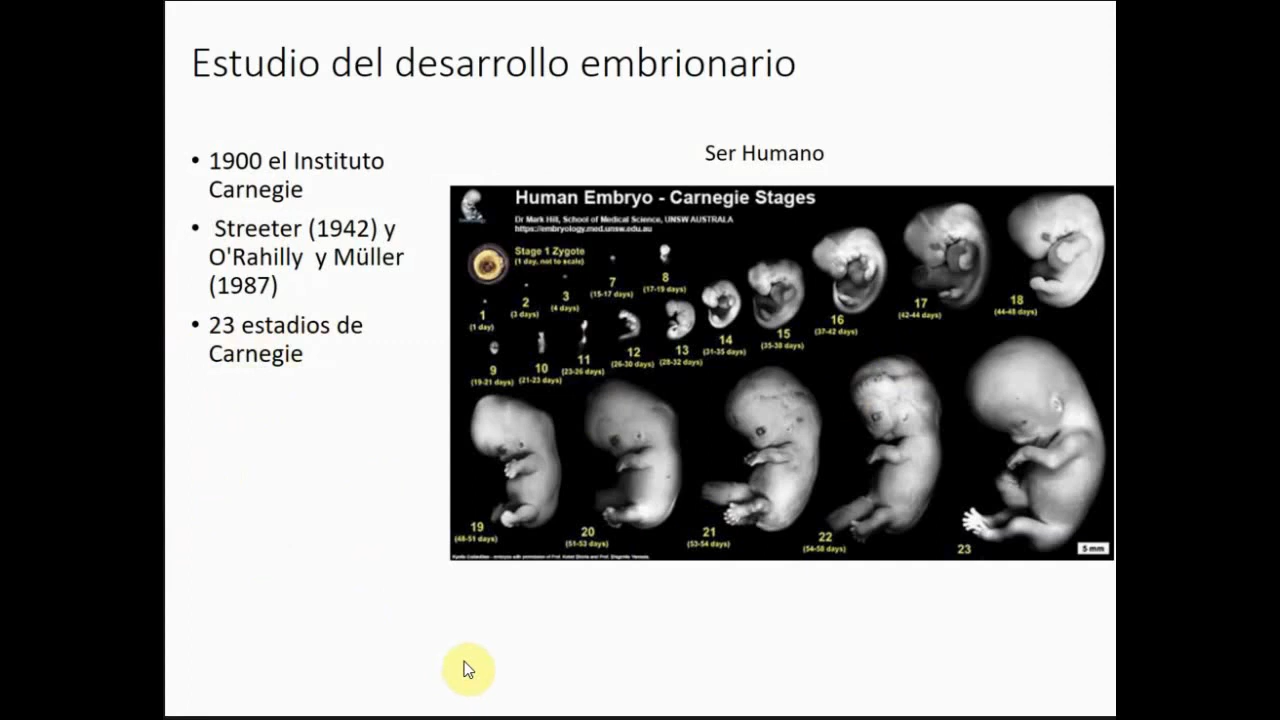 Estudio del desarrollo embrionario
• 1900 el Instituto
Carnegie
• Streeter (1942) y
O'Rahilly y Müller
(1987)
• 23 estadios de
Carnegie
Ser Humano
Human Embryo - Carnegie Stages
Dr Mark Hill, School of Medical Science, UNSW AUSTRALIA
https://embryology.med.unsw.edu.au
Stage 1 Zygote
(1 day, not to scale)
1
(1 day)
2
(3 days)
3
(4 days)
7
(15-17 days)
8
(17-19 days)
9
(19-21 days)
10
(21-23 days)
11
(23-26 days)
12
(26-30 days)
13
(28-32 days)
14
(31-35 days)
15
(35-38 days)
16
(37-42 days)
17
(42-44 days)
18
(44-48 days)
19
(48-51 days)
20
(51-53 days)
21
(53-54 days)
22
(54-58 days)
23
5 mm